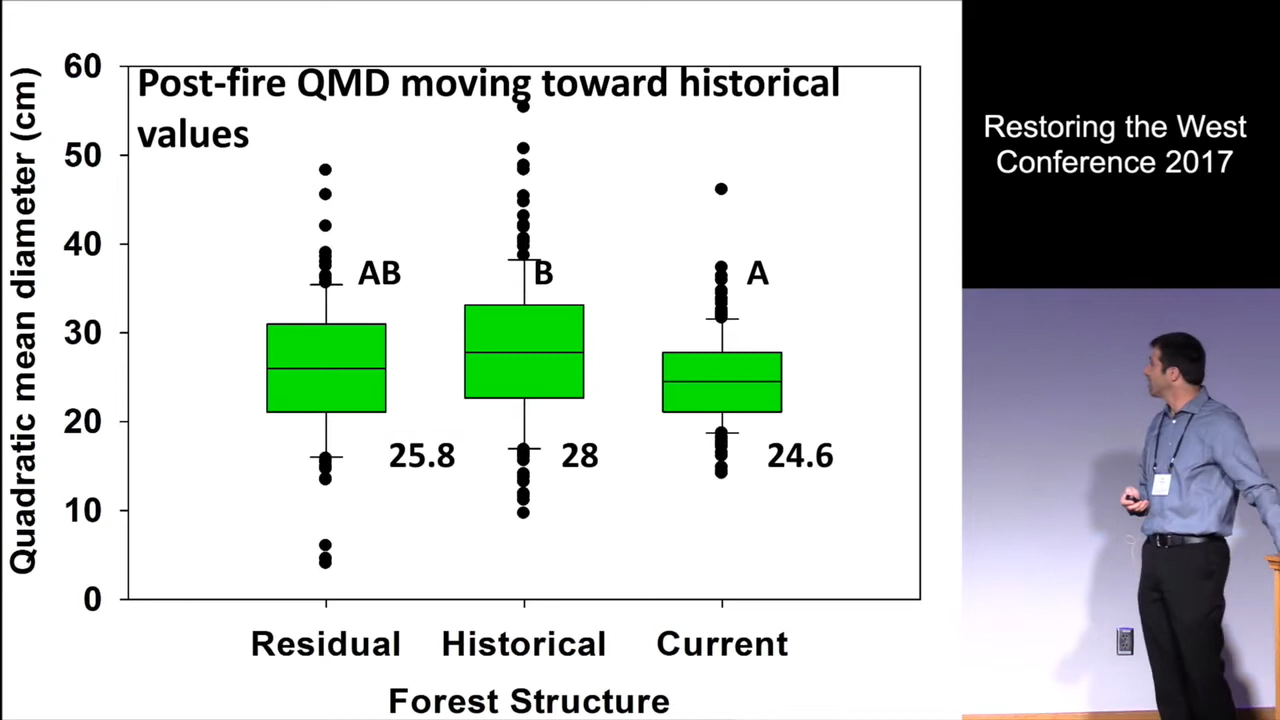 Post-fire QMD moving toward historical
values
Quadratic mean diameter (cm)
60
50
40
30
20
10
0
AB
B
A
25.8
28
24.6
Residual
Historical
Current
Forest Structure
Restoring the West
Conference 2017